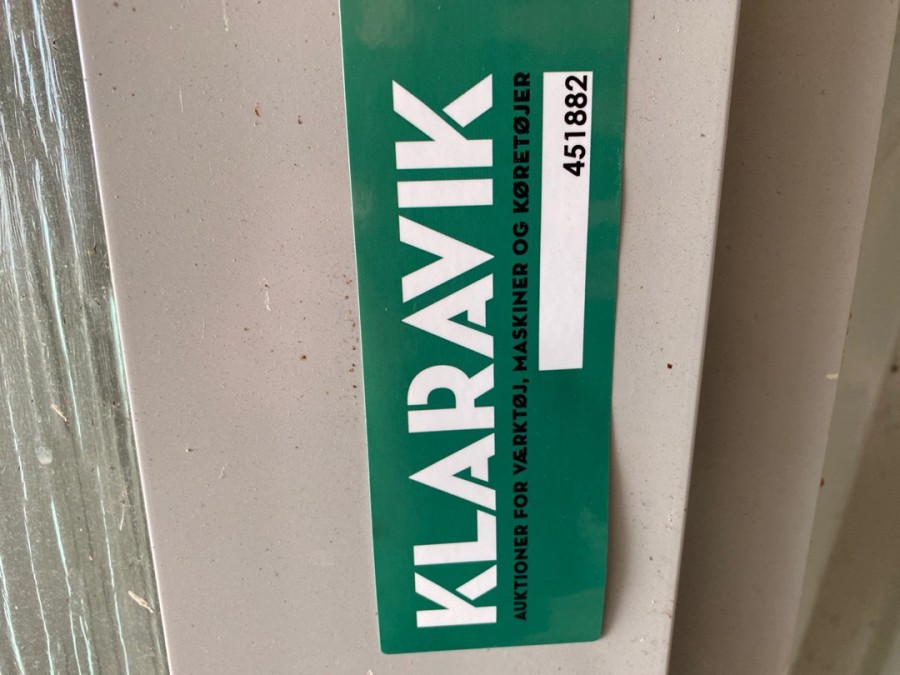 KLARAVIK
AUKTIONER FOR VÆRKTØJ, MASKINER OG KØRETØJER
451882